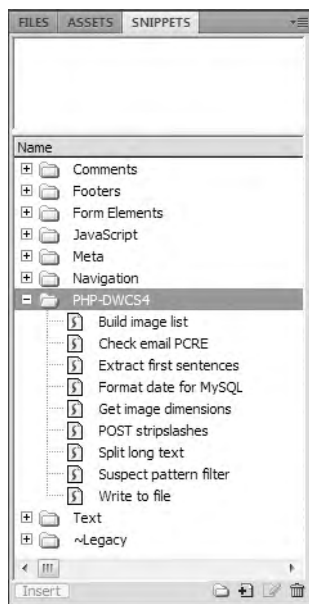 FILES ASSETS SNIPPETS
Name
Comments
Footers
Form Elements
JavaScript
Meta
Navigation
PHP-DWCS4
Build image list
Check email PCRE
Extract first sentences
Format date for MySQL
Get image dimensions
POST stripslashes
Split long text
Suspect pattern filter
Write to file
Text
~Legacy
Insert